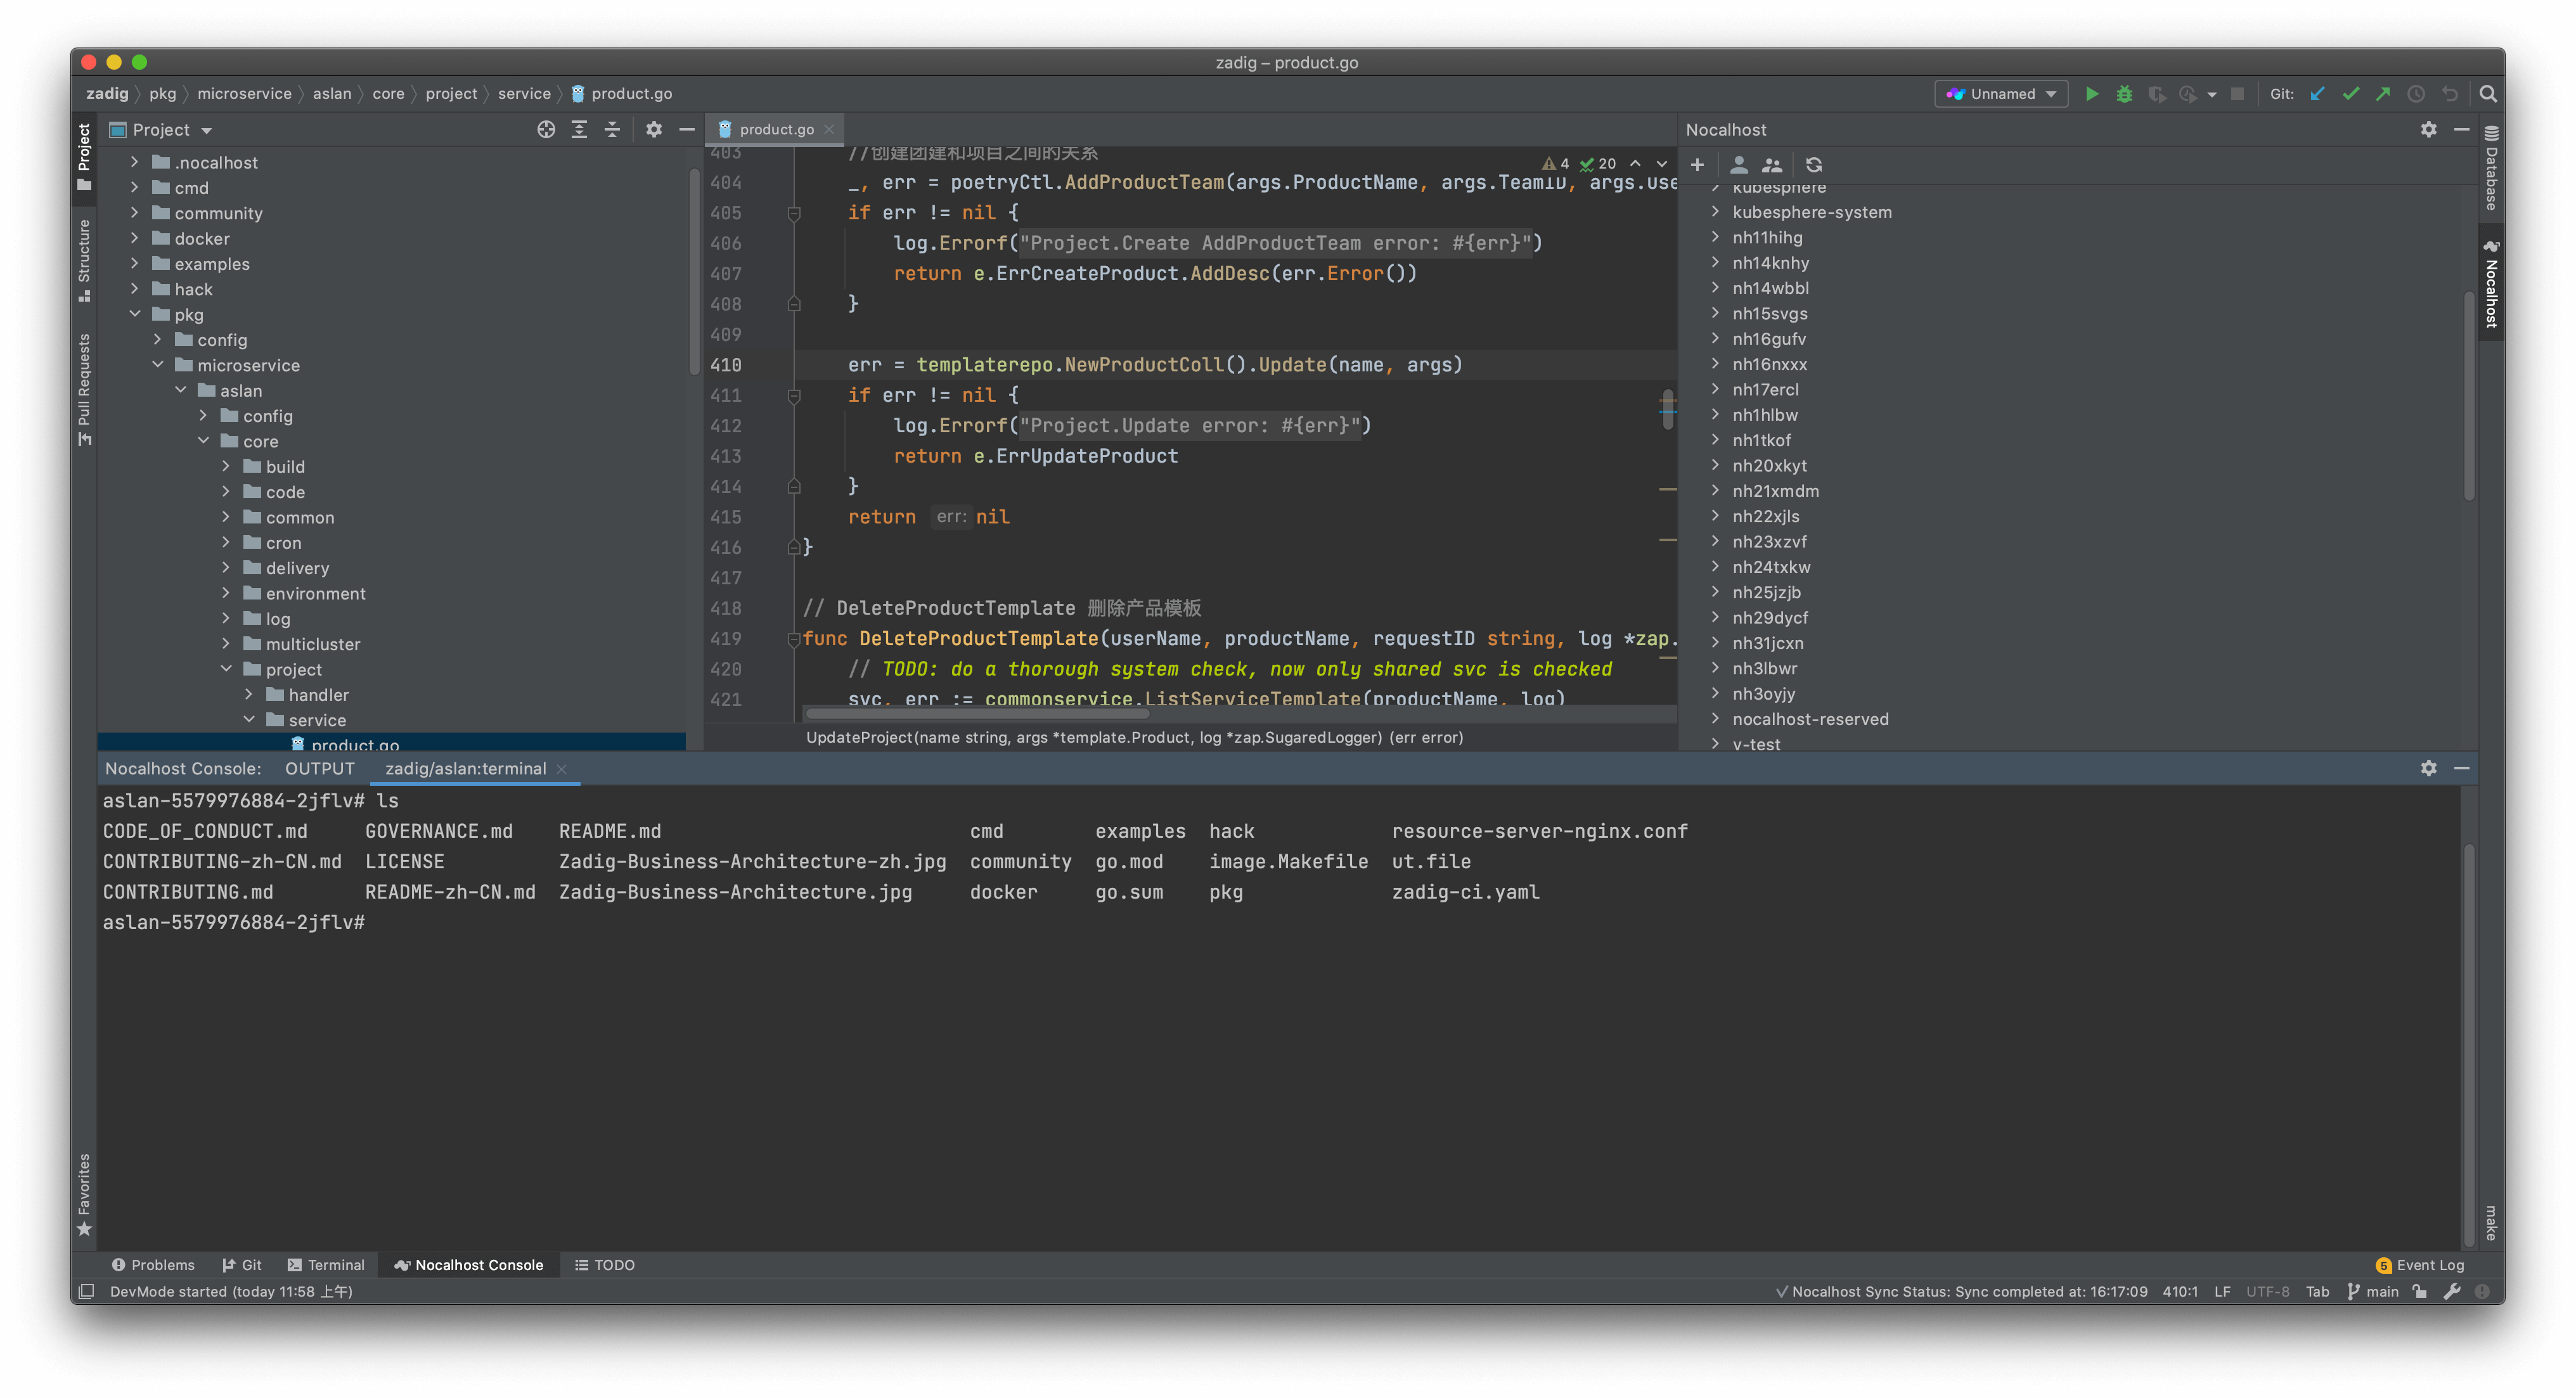 zadig – product.go
zadig 〉 pkg 〉 microservice 〉 aslan 〉 core 〉 project 〉 service 〉 product.go
Unnamed
Git:
Project
Structure
Pull Requests
Favorites
Project
.nocalhost
cmd
community
docker
examples
hack
pkg
config
microservice
aslan
config
core
build
code
common
cron
delivery
environment
log
multicluster
project
handler
service
product.go
product.go
4 20
403 //创建团建和项目之间的关系
404 _, err = poetryCtl.AddProductTeam(args.ProductName, args.TeamID, args.Use
405 if err != nil {
406 log.Errorf("Project.Create AddProductTeam error: #{err}")
407 return e.ErrCreateProduct.AddDesc(err.Error())
408 }
409
410 err = templaterepo.NewProductColl().Update(name, args)
411 if err != nil {
412 log.Errorf("Project.Update error: #{err}")
413 return e.ErrUpdateProduct
414 }
415 return err: nil
416 }
417
418 // DeleteProductTemplate 删除产品模板
419 func DeleteProductTemplate(userName, productName, requestID string, log *zap.
420 // TODO: do a thorough system check, now only shared svc is checked
421 svc, err := commonservice.ListServiceTemplate(productName, log)
UpdateProject(name string, args *template.Product, log *zap.SugaredLogger) (err error)
Nocalhost
kubesphere
kubesphere-system
nh11hihg
nh14knhy
nh14wbbl
nh15svgs
nh16gufv
nh16nxxx
nh17ercl
nh1hlbw
nh1tkof
nh20xkyt
nh21xmdm
nh22xjls
nh23xzvf
nh24txkw
nh25jzjb
nh29dycf
nh31jcxn
nh3lbwr
nh3oyjy
nocalhost-reserved
v-test
Database
Nocalhost
make
Nocalhost Console: OUTPUT zadig/aslan:terminal
aslan-5579976884-2jflv# ls
CODE_OF_CONDUCT.md GOVERNANCE.md README.md cmd examples hack resource-server-nginx.conf
CONTRIBUTING-zh-CN.md LICENSE Zadig-Business-Architecture-zh.jpg community go.mod image.Makefile ut.file
CONTRIBUTING.md README-zh-CN.md Zadig-Business-Architecture.jpg docker go.sum pkg zadig-ci.yaml
aslan-5579976884-2jflv#
Problems Git Terminal Nocalhost Console TODO
5 Event Log
DevMode started (today 11:58 上午)
Nocalhost Sync Status: Sync completed at: 16:17:09 410:1 LF UTF-8 Tab main